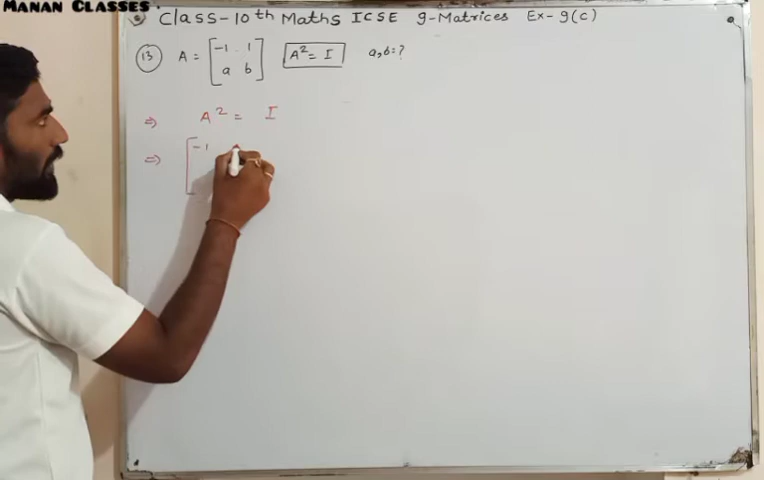 MANAN CLASSES
Class-10th Maths ICSE 9-Matrices Ex-9(c)
13 A = [-1 1 a b] A² = I a,b=?
⇒ A² = I
⇒ [-1